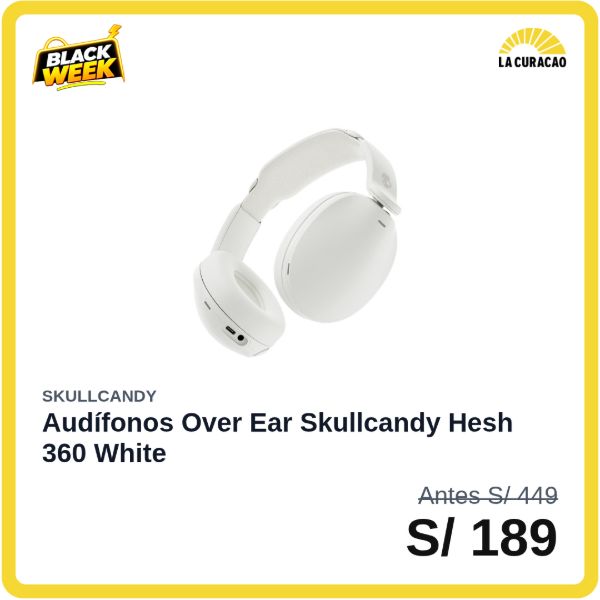 BLACK
WEEK
LA CURACAO
SKULLCANDY
Audífonos Over Ear Skullcandy Hesh
360 White
Antes S/ 449
S/ 189